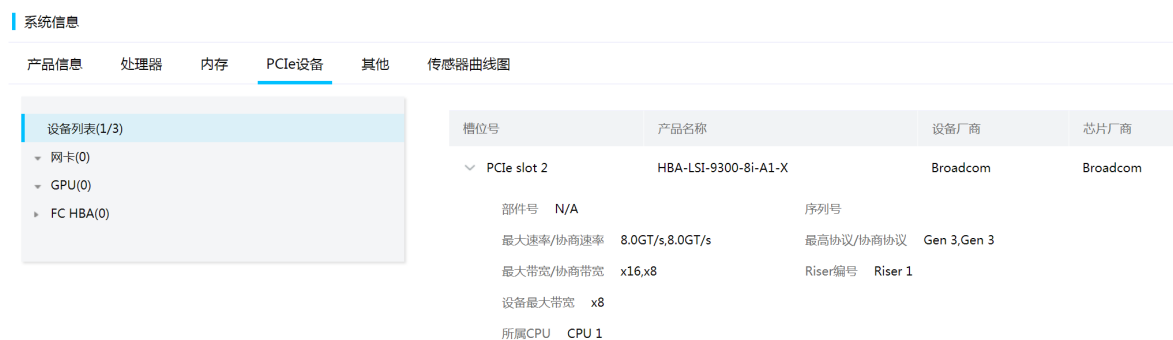 系统信息
产品信息 处理器 内存 PCIe设备 其他 传感器曲线图
设备列表(1/3)
网卡(0)
GPU(0)
FC HBA(0)
槽位号 产品名称 设备厂商 芯片厂商
PCIe slot 2 HBA-LSI-9300-8i-A1-X Broadcom Broadcom
部件号 N/A 序列号
最大速率/协商速率 8.0GT/s,8.0GT/s 最高协议/协商协议 Gen 3,Gen 3
最大带宽/协商带宽 x16,x8 Riser编号 Riser 1
设备最大带宽 x8
所属CPU CPU 1